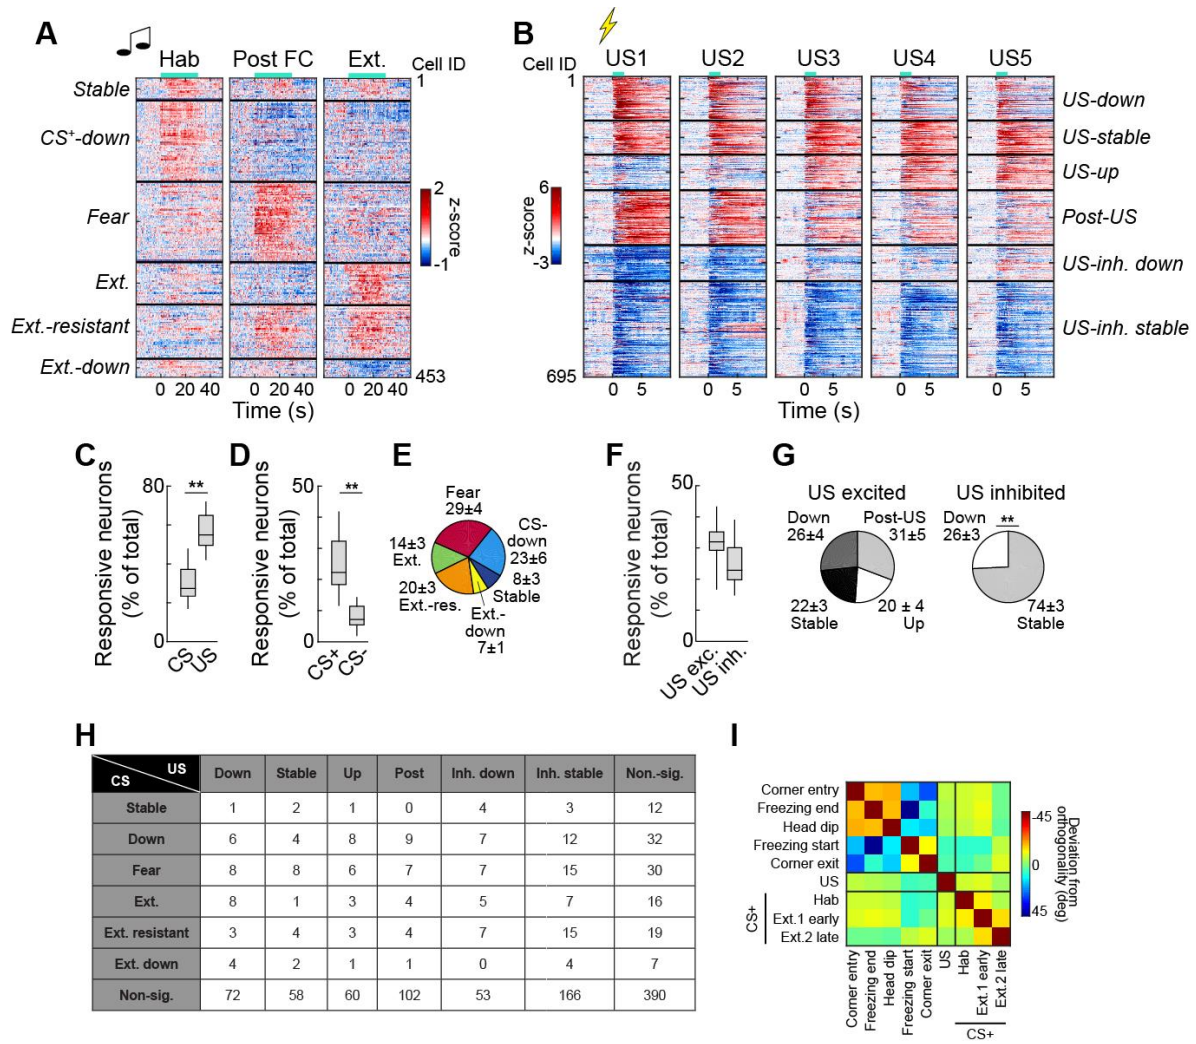 A
Hab Post FC Ext. Cell ID
Stable
CS+-down
Fear
Ext.
Ext.-resistant
Ext.-down
1
453
2
-1
z-score
0 20 40 0 20 40 0 20 40
Time (s)
B
Cell ID US1 US2 US3 US4 US5
1
695
6
-3
z-score
US-down
US-stable
US-up
Post-US
US-inh. down
US-inh. stable
0 5 0 5 0 5 0 5 0 5
Time (s)
C
Responsive neurons
(% of total)
80
0
**
CS
US
D
Responsive neurons
(% of total)
50
0
**
CS+
CS-
E
Fear
29±4
CS-
down
23±6
8±3
Stable
Ext.-
down
7±1
20±3
Ext.-res.
14±3
Ext.
F
Responsive neurons
(% of total)
50
0
US exc.
US inh.
G
US excited
Down
26±4
Post-US
31±5
22±3
Stable
20 ± 4
Up
US inhibited
Down
26±3
**
74±3
Stable
H
US
CS
Down Stable Up Post Inh. down Inh. stable Non.-sig.
Stable 1 2 1 0 4 3 12
Down 6 4 8 9 7 12 32
Fear 8 8 6 7 7 15 30
Ext. 8 1 3 4 5 7 16
Ext. resistant 3 4 3 4 7 15 19
Ext. down 4 2 1 1 0 4 7
Non-sig. 72 58 60 102 53 166 390
I
Corner entry
Freezing end
Head dip
Freezing start
Corner exit
US
Hab
Ext.1 early
Ext.2 late
CS+
Corner entry
Freezing end
Head dip
Freezing start
Corner exit
US
Hab
Ext.1 early
Ext.2 late
CS+
-45
0
45
Deviation from
orthogonality (deg)